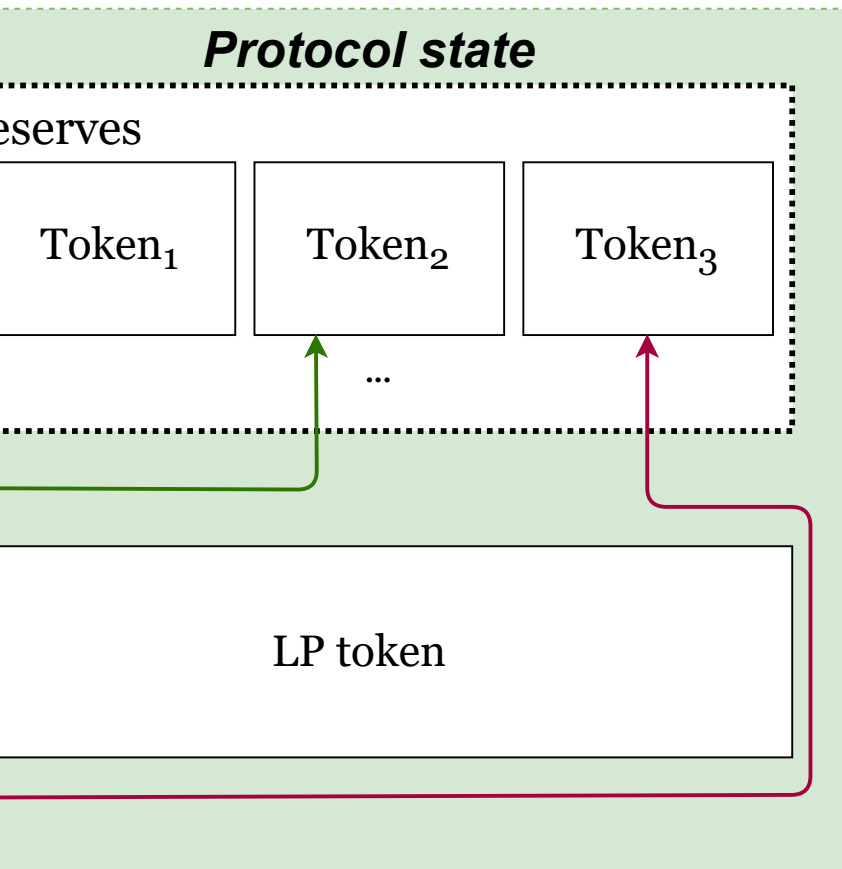 Protocol state
eserves
Token₁ Token₂ Token₃
...
LP token